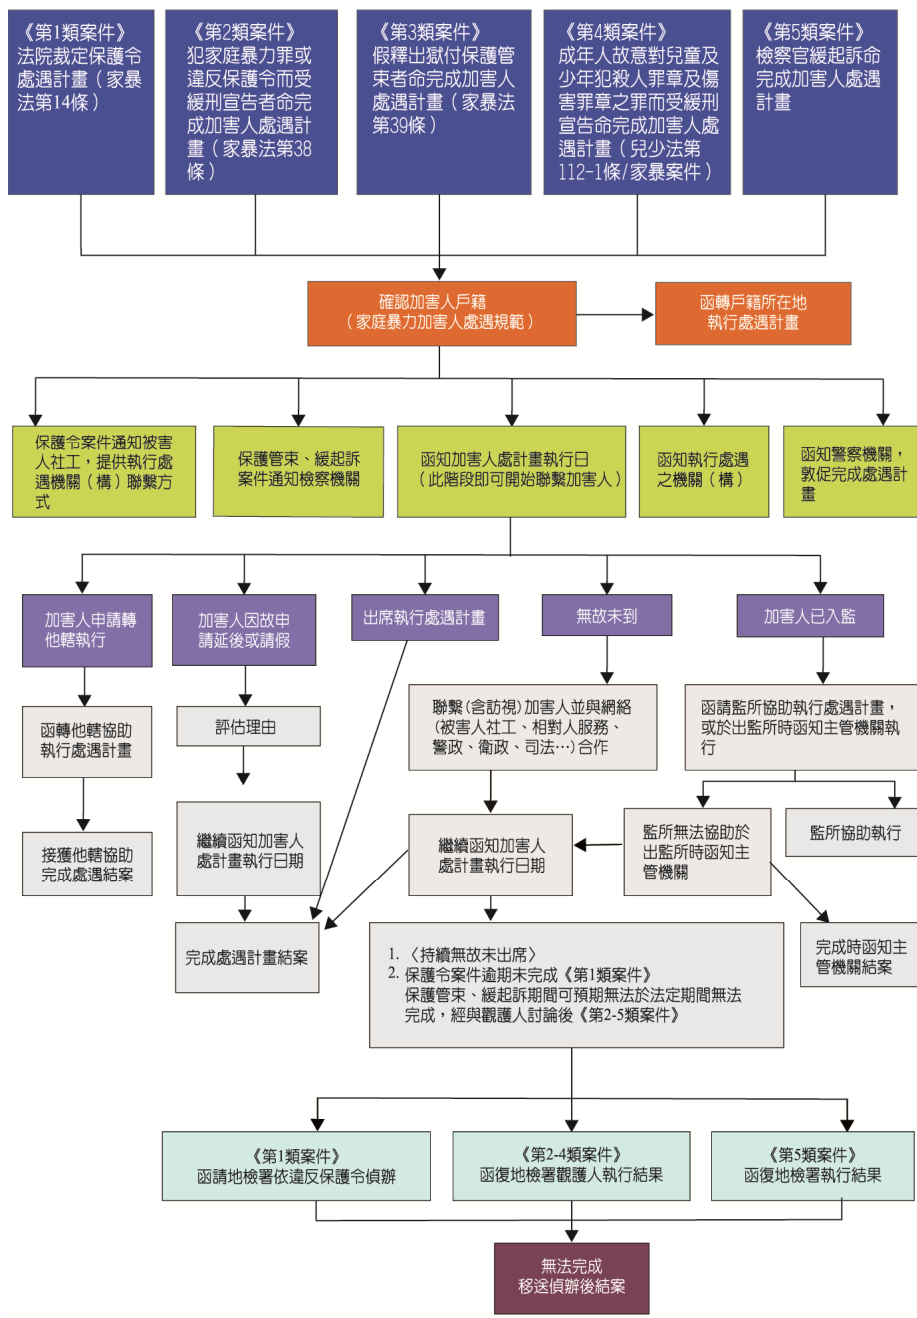 《第1類案件》
法院裁定保護令
處遇計畫（家暴
法第14條）
《第2類案件》
犯家庭暴力罪或
違反保護令而受
緩刑宣告者命完
成加害人處遇計
畫（家暴法第38
條）
《第3類案件》
假釋出獄付保護管
束者命完成加害人
處遇計畫（家暴法
第39條）
《第4類案件》
成年人故意對兒童及
少年犯殺人罪章及傷
害罪章之罪而受緩刑
宣告命完成加害人處
遇計畫（兒少法第
112-1條/家暴案件）
《第5類案件》
檢察官緩起訴命
完成加害人處遇
計畫
確認加害人戶籍
（家庭暴力加害人處遇規範）
函轉戶籍所在地
執行處遇計畫
保護令案件通知被害
人社工，提供執行處
遇機關（構）聯繫方
式
保護管束、緩起訴
案件通知檢察機關
函知加害人處計畫執行日
（此階段即可開始聯繫加害人）
函知執行處遇
之機關（構）
函知警察機關，
敦促完成處遇計
畫
加害人申請轉
他轄執行
加害人因故申
請延後或請假
出席執行處遇計畫
無故未到
加害人已入監
函轉他轄協助
執行處遇計畫
評估理由
聯繫(含訪視)加害人並與網絡
(被害人社工、相對人服務、
警政、衛政、司法…)合作
函請監所協助執行處遇計畫，
或於出監所時函知主管機關執
行
接獲他轄協助
完成處遇結案
繼續函知加害人
處計畫執行日期
繼續函知加害人
處計畫執行日期
監所無法協助於
出監所時函知主
管機關
監所協助執行
完成處遇計畫結案
1. 〈持續無故未出席〉
2. 保護令案件逾期未完成《第1類案件》
保護管束、緩起訴期間可預期無法於法定期間無法
完成，經與觀護人討論後《第2-5類案件》
完成時函知主
管機關結案
《第1類案件》
函請地檢署依違反保護令偵辦
《第2-4類案件》
函復地檢署觀護人執行結果
《第5類案件》
函復地檢署執行結果
無法完成
移送偵辦後結案